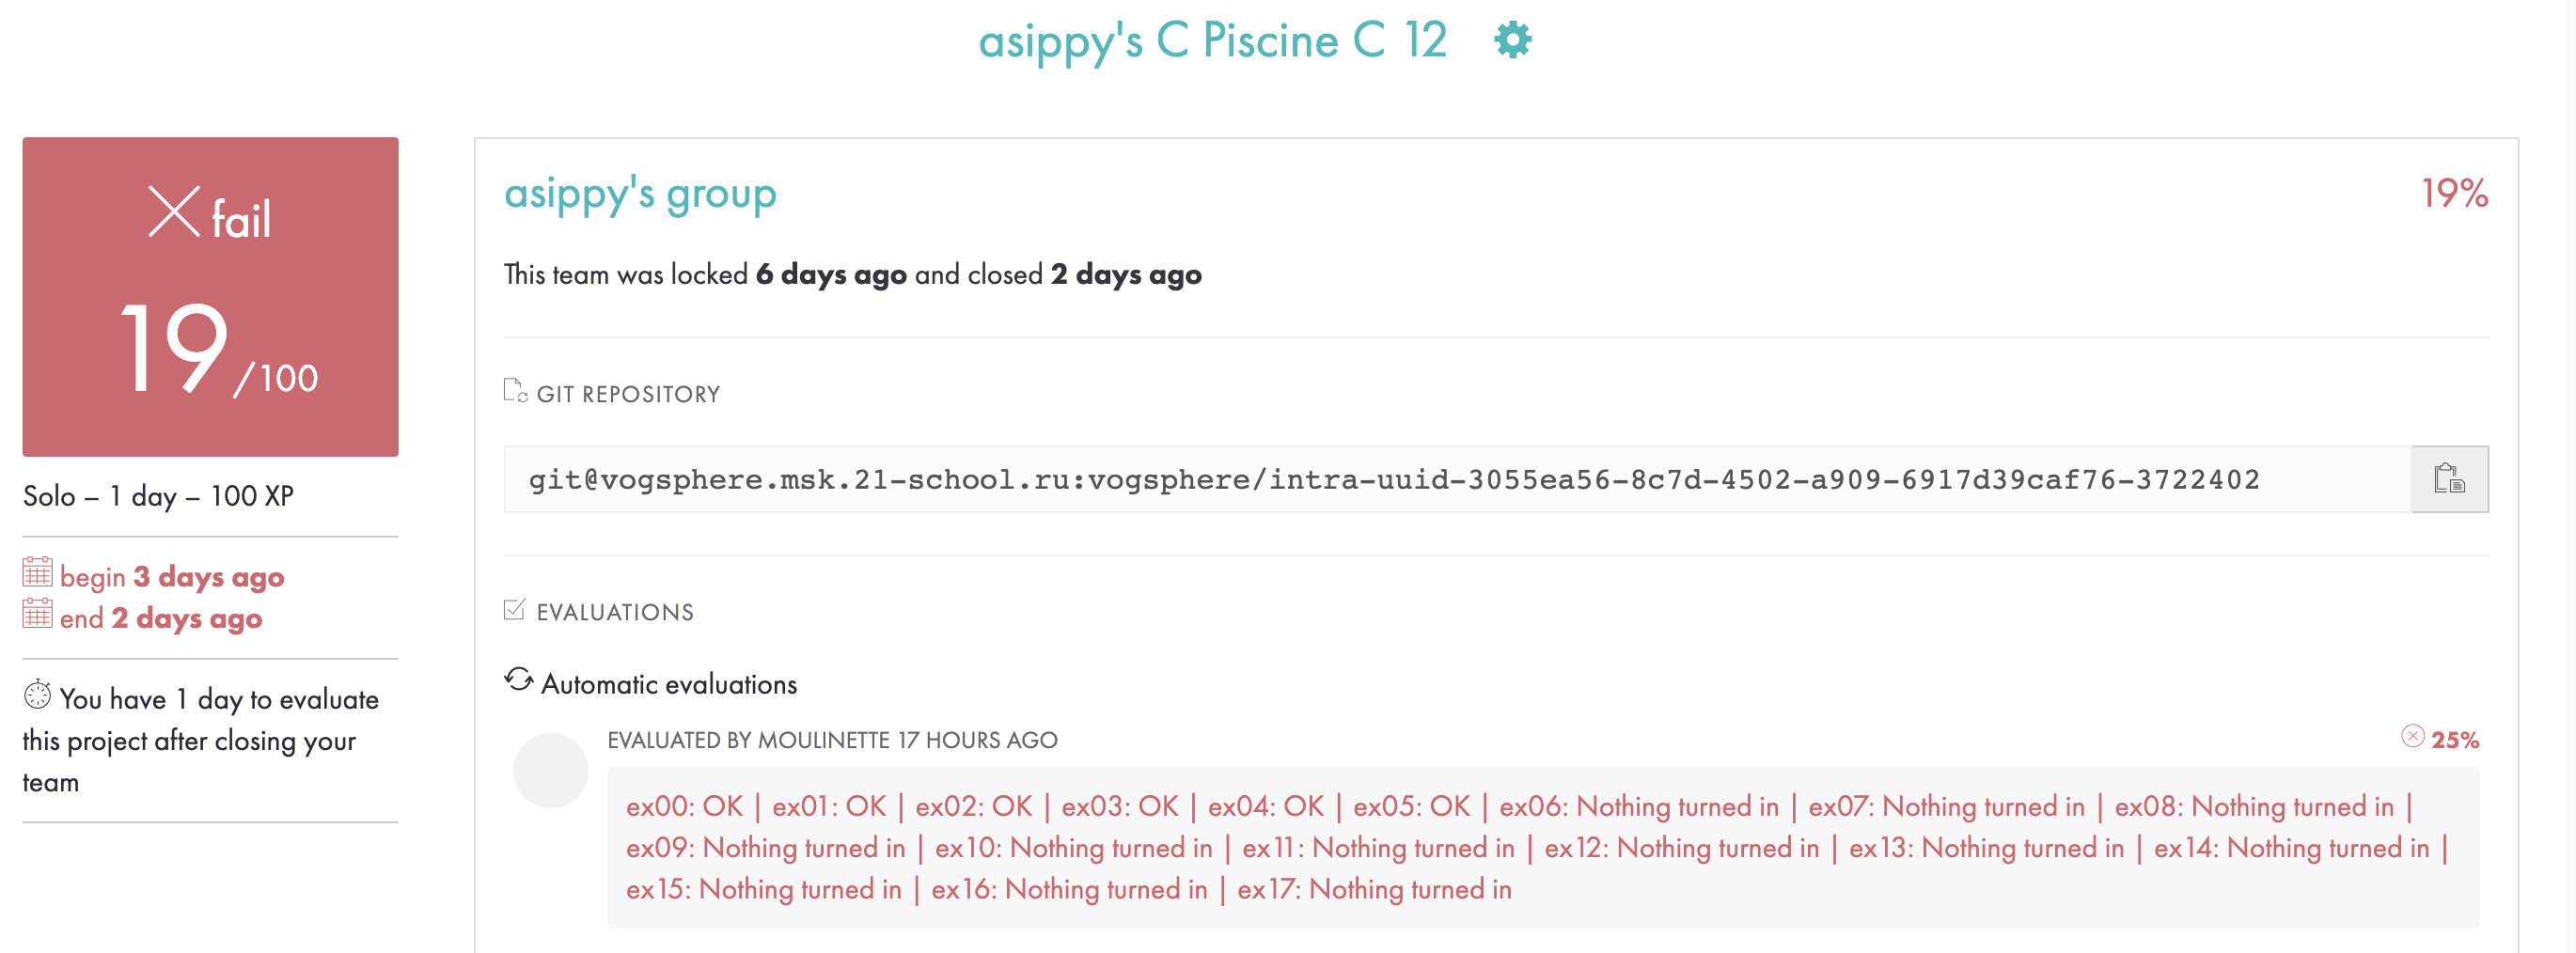 asippy's C Piscine C 12
fail
19/100
Solo – 1 day – 100 XP
begin 3 days ago
end 2 days ago
You have 1 day to evaluate
this project after closing your
team
asippy's group
19%
This team was locked 6 days ago and closed 2 days ago
GIT REPOSITORY
git@vogsphere.msk.21-school.ru:vogsphere/intra-uuid-3055ea56-8c7d-4502-a909-6917d39caf76-3722402
EVALUATIONS
Automatic evaluations
EVALUATED BY MOULINETTE 17 HOURS AGO
25%
ex00: OK | ex01: OK | ex02: OK | ex03: OK | ex04: OK | ex05: OK | ex06: Nothing turned in | ex07: Nothing turned in | ex08: Nothing turned in |
ex09: Nothing turned in | ex10: Nothing turned in | ex11: Nothing turned in | ex12: Nothing turned in | ex13: Nothing turned in | ex14: Nothing turned in |
ex15: Nothing turned in | ex16: Nothing turned in | ex17: Nothing turned in